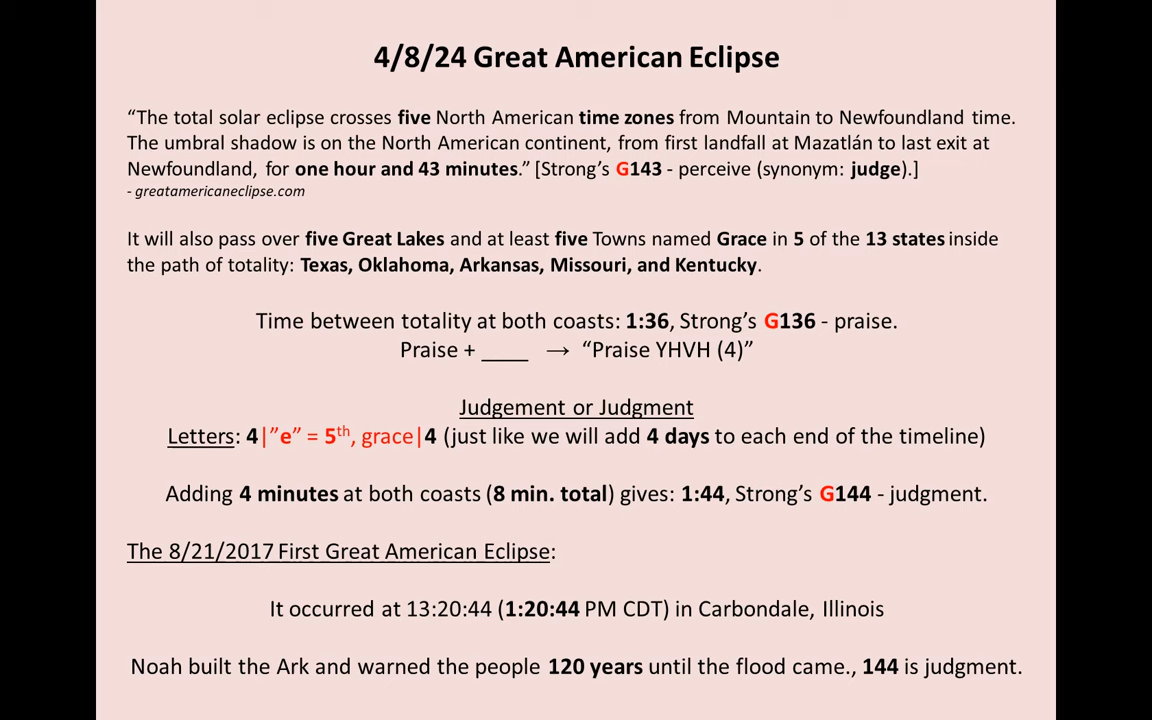 4/8/24 Great American Eclipse
“The total solar eclipse crosses five North American time zones from Mountain to Newfoundland time.
The umbral shadow is on the North American continent, from first landfall at Mazatlán to last exit at
Newfoundland, for one hour and 43 minutes.” [Strong’s G143 - perceive (synonym: judge).]
- greatamericaneclipse.com
It will also pass over five Great Lakes and at least five Towns named Grace in 5 of the 13 states inside
the path of totality: Texas, Oklahoma, Arkansas, Missouri, and Kentucky.
Time between totality at both coasts: 1:36, Strong’s G136 - praise.
Praise + ____ → “Praise YHVH (4)”
Judgement or Judgment
Letters: 4|”e” = 5th, grace|4 (just like we will add 4 days to each end of the timeline)
Adding 4 minutes at both coasts (8 min. total) gives: 1:44, Strong’s G144 - judgment.
The 8/21/2017 First Great American Eclipse:
It occurred at 13:20:44 (1:20:44 PM CDT) in Carbondale, Illinois
Noah built the Ark and warned the people 120 years until the flood came., 144 is judgment.